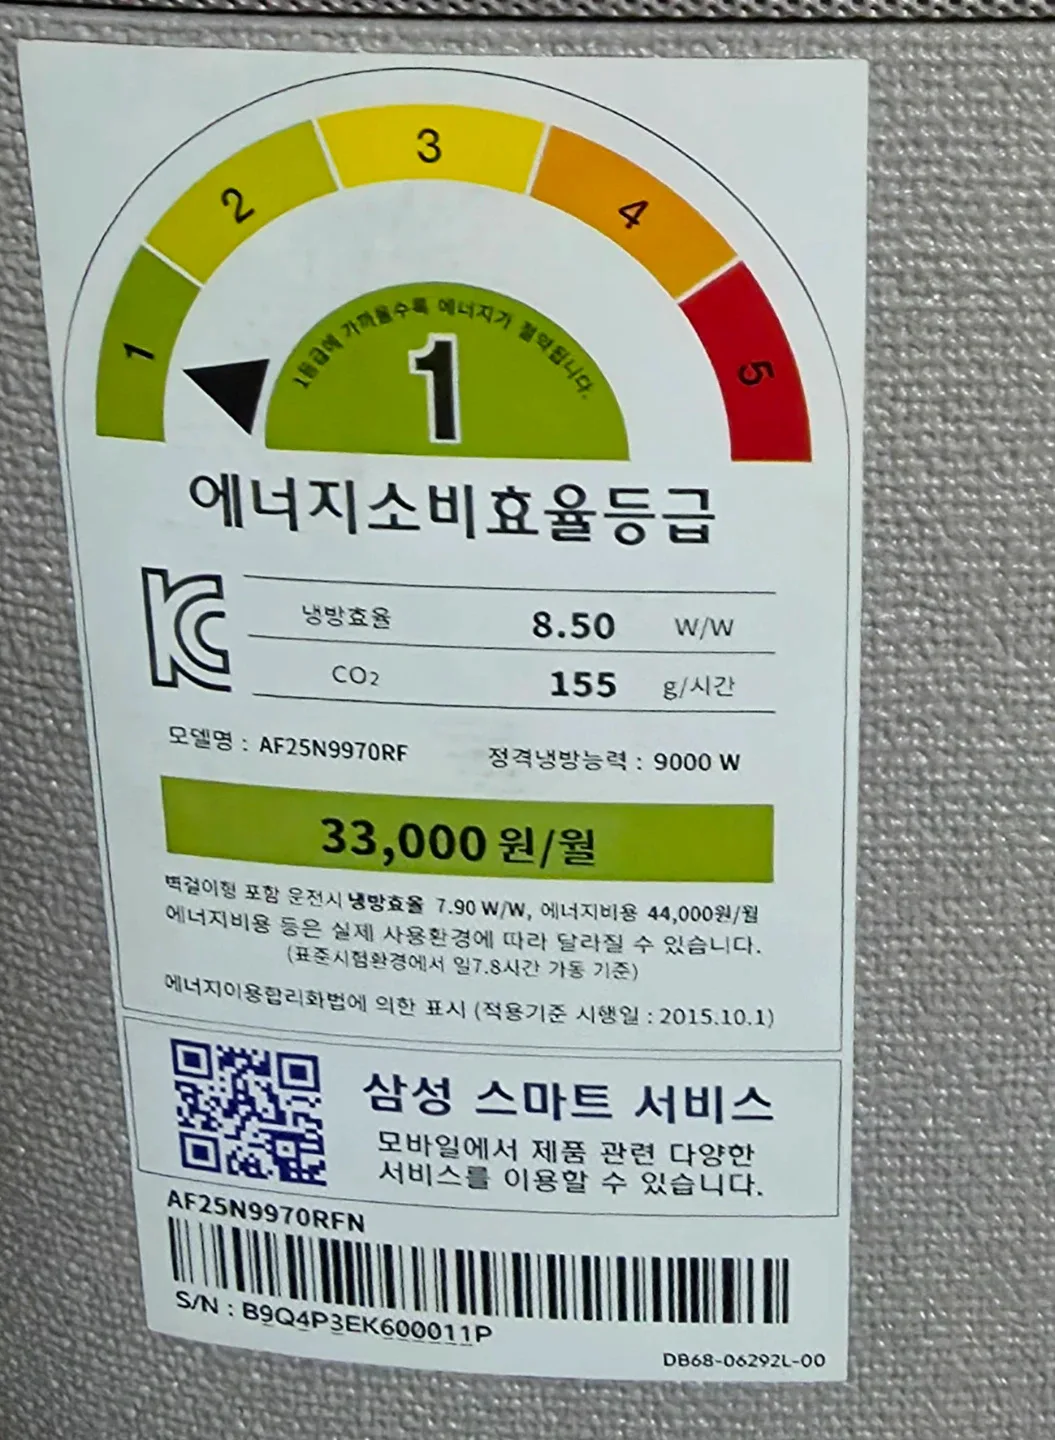 1
2
3
4
5
1등급에 가까울수록 에너지가 절약됩니다.
1
에너지소비효율등급
냉방효율 8.50 W/W
CO₂ 155 g/시간
모델명 : AF25N9970RF 정격냉방능력 : 9000 W
33,000 원/월
벽걸이형 포함 운전시 냉방효율 7.90 W/W, 에너지비용 44,000원/월
에너지비용 등은 실제 사용환경에 따라 달라질 수 있습니다.
(표준시험환경에서 일7.8시간 가동 기준)
에너지이용합리화법에 의한 표시 (적용기준 시행일 : 2015.10.1)
삼성 스마트 서비스
모바일에서 제품 관련 다양한
서비스를 이용할 수 있습니다.
AF25N9970RFN
S/N : B9Q4P3EK600011P
DB68-06292L-00